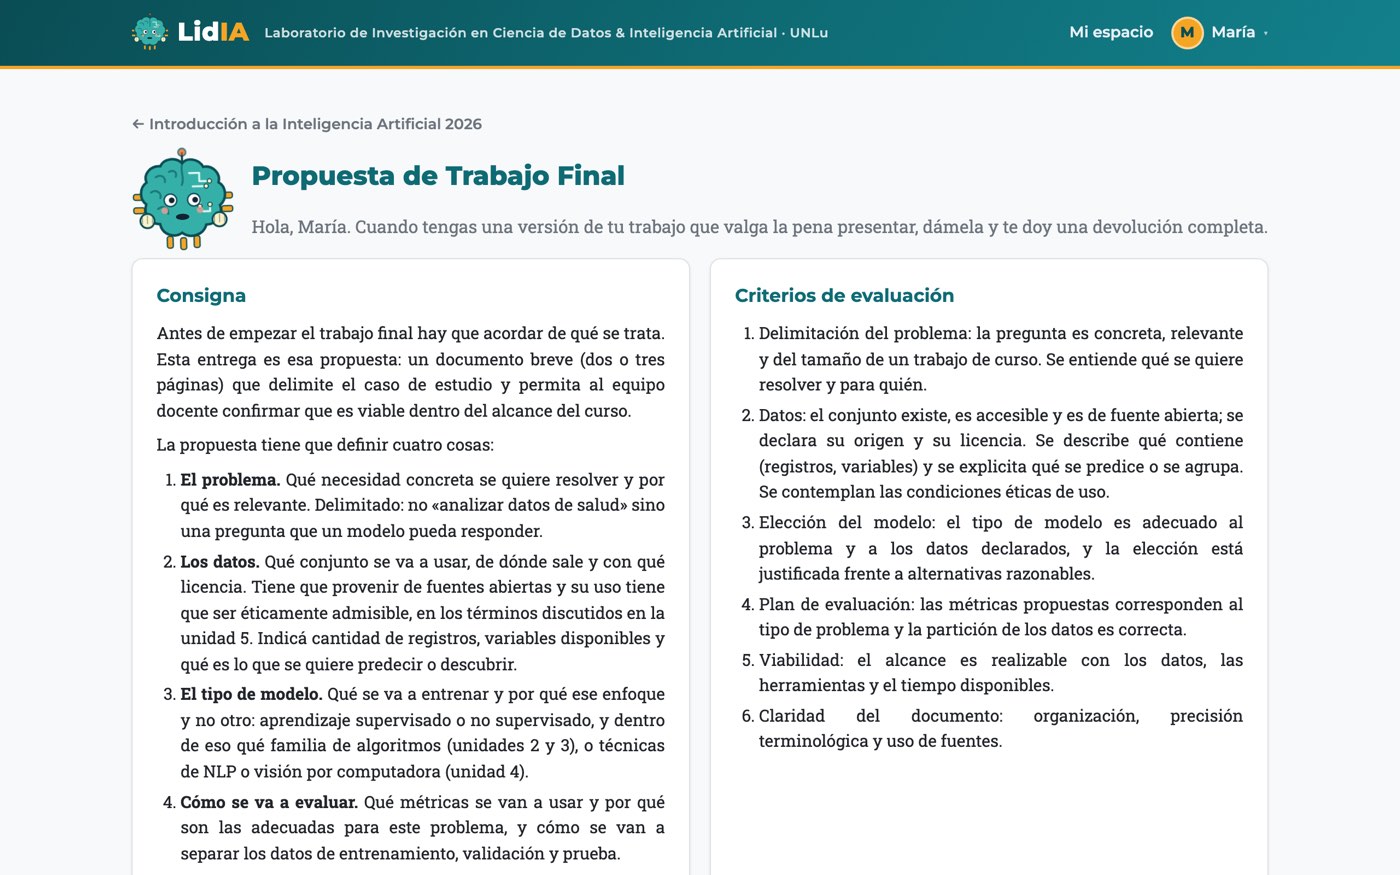 LidIA
Laboratorio de Investigación en Ciencia de Datos & Inteligencia Artificial · UNLu
Mi espacio
M
María
← Introducción a la Inteligencia Artificial 2026
Propuesta de Trabajo Final
Hola, María. Cuando tengas una versión de tu trabajo que valga la pena presentar, dámela y te doy una devolución completa.
Consigna
Antes de empezar el trabajo final hay que acordar de qué se trata.
Esta entrega es esa propuesta: un documento breve (dos o tres
páginas) que delimite el caso de estudio y permita al equipo
docente confirmar que es viable dentro del alcance del curso.
La propuesta tiene que definir cuatro cosas:
1. El problema. Qué necesidad concreta se quiere resolver y por
qué es relevante. Delimitado: no «analizar datos de salud» sino
una pregunta que un modelo pueda responder.
2. Los datos. Qué conjunto se va a usar, de dónde sale y con qué
licencia. Tiene que provenir de fuentes abiertas y su uso tiene
que ser éticamente admisible, en los términos discutidos en la
unidad 5. Indicá cantidad de registros, variables disponibles y
qué es lo que se quiere predecir o descubrir.
3. El tipo de modelo. Qué se va a entrenar y por qué ese enfoque
y no otro: aprendizaje supervisado o no supervisado, y dentro
de eso qué familia de algoritmos (unidades 2 y 3), o técnicas
de NLP o visión por computadora (unidad 4).
4. Cómo se va a evaluar. Qué métricas se van a usar y por qué
son las adecuadas para este problema, y cómo se van a
separar los datos de entrenamiento, validación y prueba.
Criterios de evaluación
1. Delimitación del problema: la pregunta es concreta, relevante
y del tamaño de un trabajo de curso. Se entiende qué se quiere
resolver y para quién.
2. Datos: el conjunto existe, es accesible y es de fuente abierta; se
declara su origen y su licencia. Se describe qué contiene
(registros, variables) y se explicita qué se predice o se agrupa.
Se contemplan las condiciones éticas de uso.
3. Elección del modelo: el tipo de modelo es adecuado al
problema y a los datos declarados, y la elección está
justificada frente a alternativas razonables.
4. Plan de evaluación: las métricas propuestas corresponden al
tipo de problema y la partición de los datos es correcta.
5. Viabilidad: el alcance es realizable con los datos, las
herramientas y el tiempo disponibles.
6. Claridad del documento: organización, precisión
terminológica y uso de fuentes.